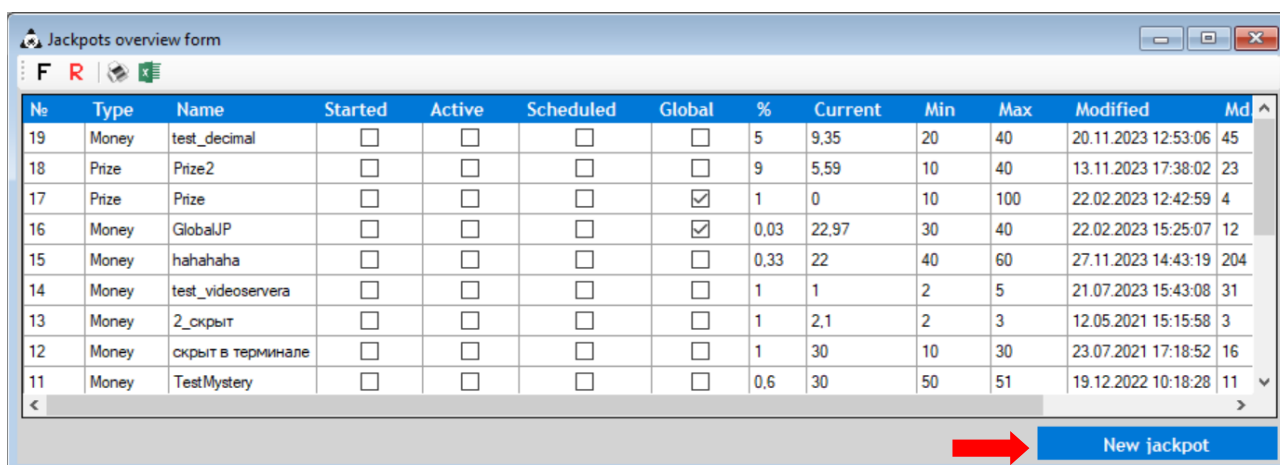 Jackpots overview form
F R
№ Type Name Started Active Scheduled Global % Current Min Max Modified Md.
19 Money test_decimal 5 9,35 20 40 20.11.2023 12:53:06 45
18 Prize Prize2 9 5,59 10 40 13.11.2023 17:38:02 23
17 Prize Prize 1 0 10 100 22.02.2023 12:42:59 4
16 Money GlobalJP 0,03 22,97 30 40 22.02.2023 15:25:07 12
15 Money hahahaha 0,33 22 40 60 27.11.2023 14:43:19 204
14 Money test_videoservera 1 1 2 5 21.07.2023 15:43:08 31
13 Money 2_скрыт 1 2,1 2 3 12.05.2021 15:15:58 3
12 Money скрыт в терминале 1 30 10 30 23.07.2021 17:18:52 16
11 Money TestMystery 0,6 30 50 51 19.12.2022 10:18:28 11
New jackpot